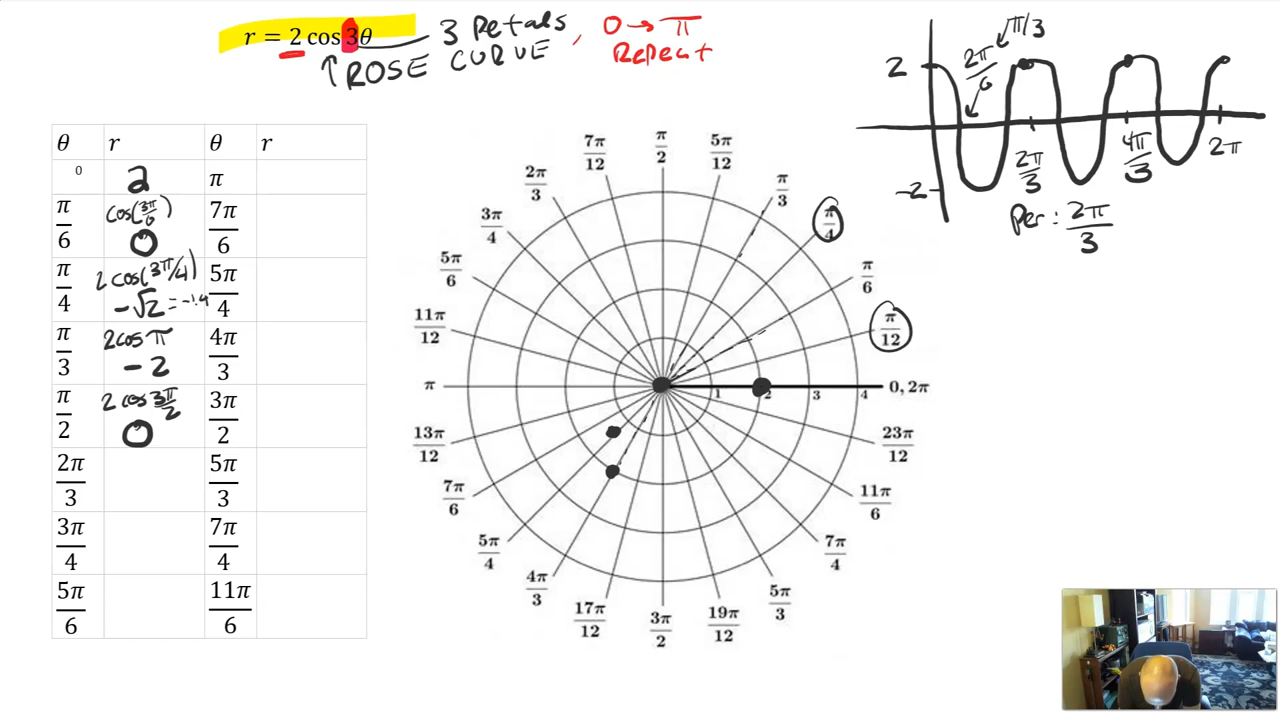 r = 2 cos 3θ
3 Petals
↑ ROSE CURVE
, 0 → π
Repeat
θ r θ r
0 2 π
π/6 cos(3π/6) 7π/6
0
π/4 2cos(3π/4) 5π/4
-√2 = -1.4
π/3 2cosπ 4π/3
-2
π/2 2cos 3π/2 3π/2
0
2π/3 5π/3
3π/4 7π/4
5π/6 11π/6
π/2
7π/12 5π/12
2π/3 π/3
3π/4 π/4
5π/6 π/6
11π/12 π/12
π 1 2 3 4 0, 2π
13π/12 23π/12
7π/6 11π/6
5π/4 7π/4
4π/3 5π/3
17π/12 19π/12
3π/2
π/3
2π/6
2
-2
2π/3 4π/3 2π
Per: 2π/3